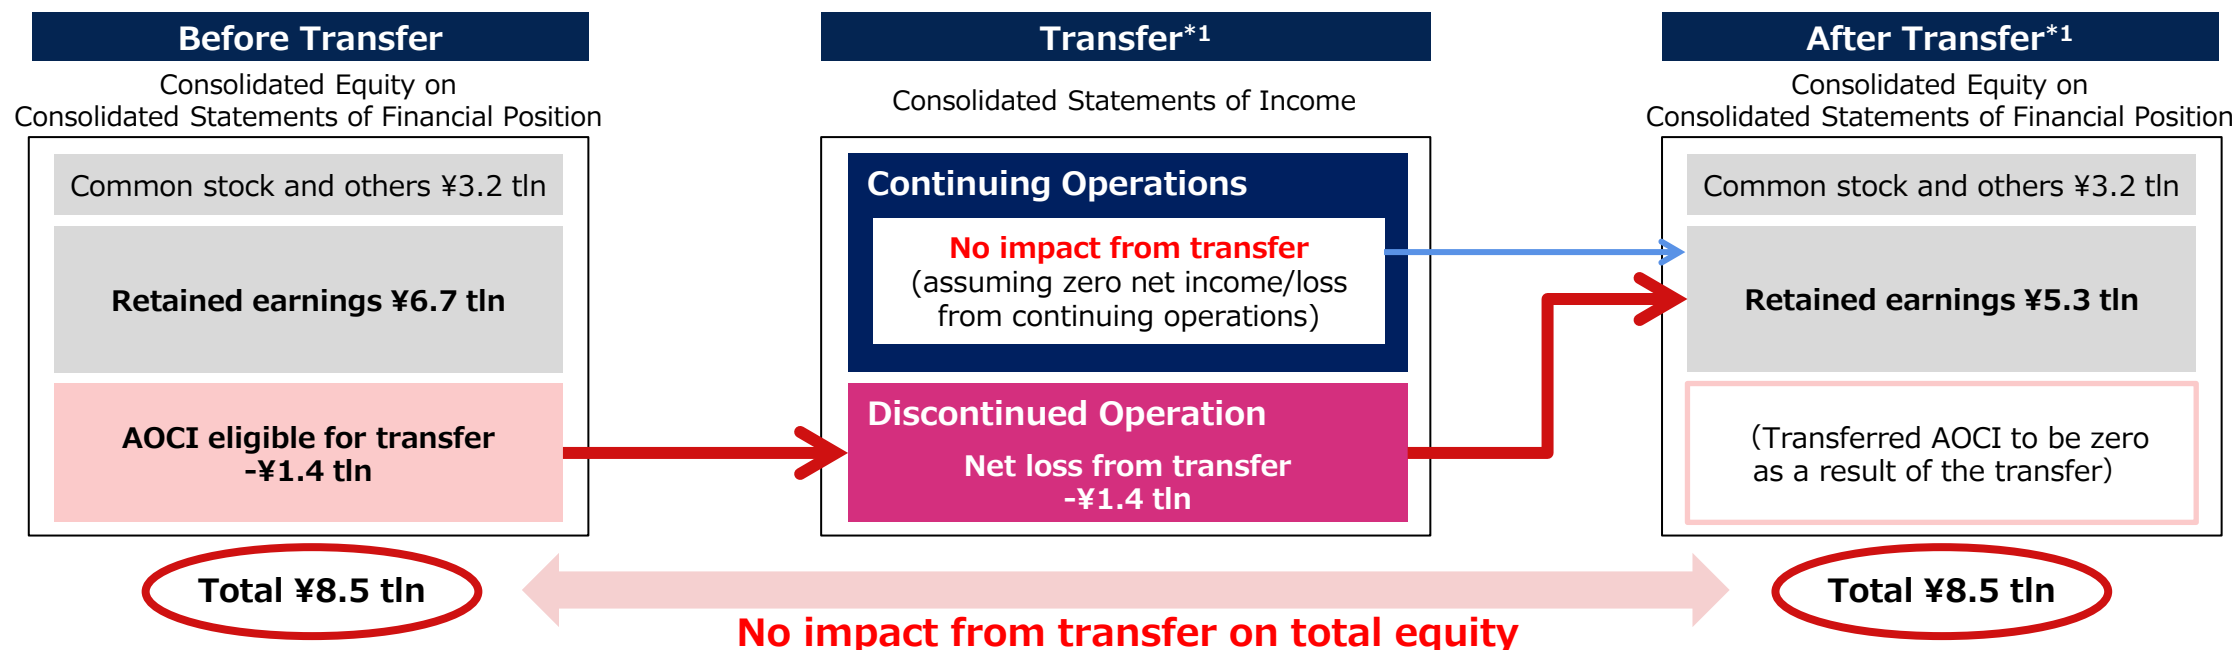 Before Transfer
Consolidated Equity on
Consolidated Statements of Financial Position
Common stock and others ¥3.2 tln
Retained earnings ¥6.7 tln
AOCI eligible for transfer
-¥1.4 tln
Total ¥8.5 tln
Transfer*1
Consolidated Statements of Income
Continuing Operations
No impact from transfer
(assuming zero net income/loss
from continuing operations)
Discontinued Operation
Net loss from transfer
-¥1.4 tln
After Transfer*1
Consolidated Equity on
Consolidated Statements of Financial Position
Common stock and others ¥3.2 tln
Retained earnings ¥5.3 tln
(Transferred AOCI to be zero
as a result of the transfer)
Total ¥8.5 tln
No impact from transfer on total equity